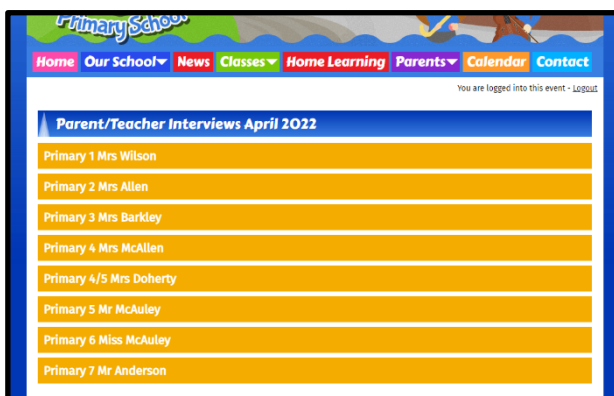 Primary School
Home Our School News Classes Home Learning Parents Calendar Contact
You are logged into this event - Logout
Parent/Teacher Interviews April 2022
Primary 1 Mrs Wilson
Primary 2 Mrs Allen
Primary 3 Mrs Barkley
Primary 4 Mrs McAllen
Primary 4/5 Mrs Doherty
Primary 5 Mr McAuley
Primary 6 Miss McAuley
Primary 7 Mr Anderson